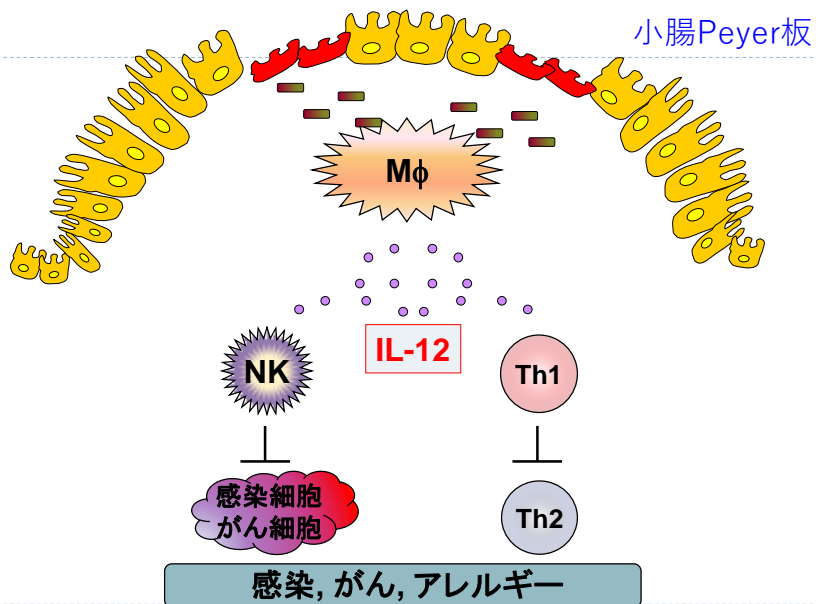 小腸Peyer板
Mϕ
IL-12
NK
Th1
感染細胞
がん細胞
Th2
感染, がん, アレルギー